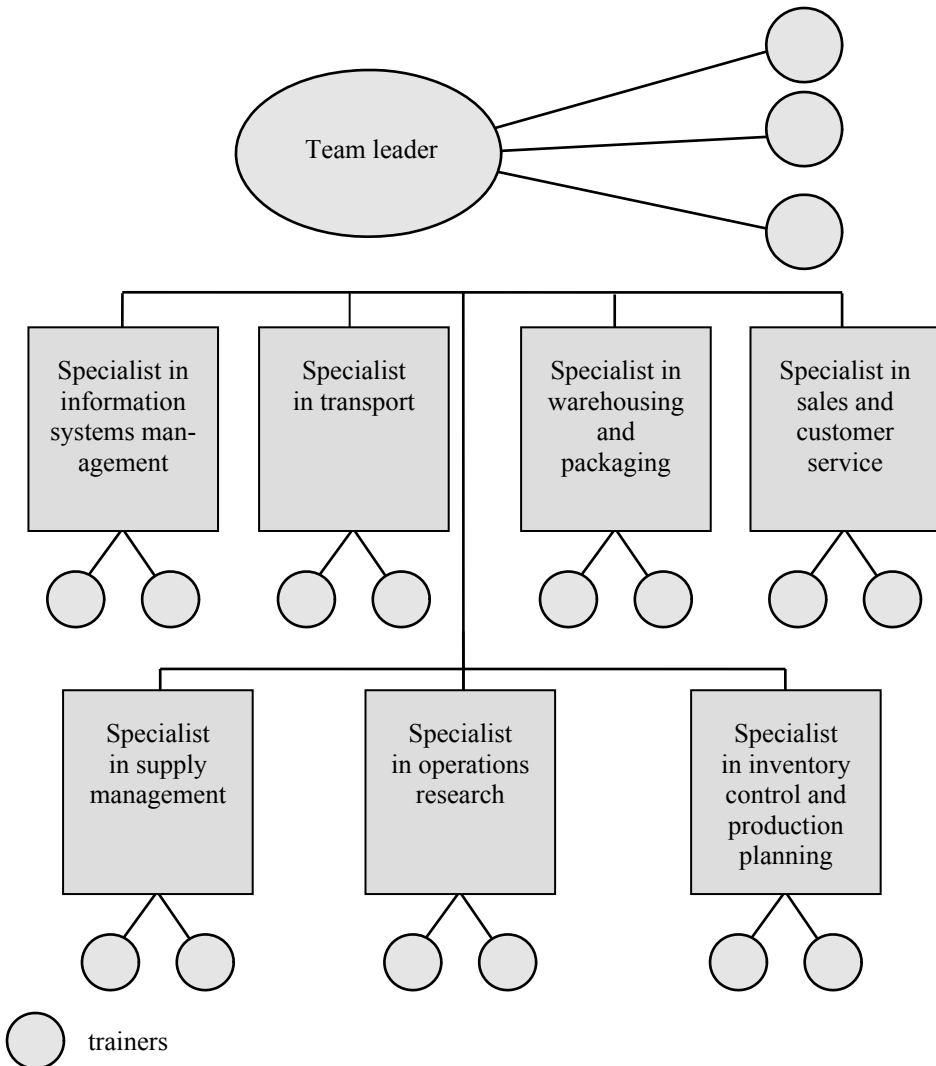 Team leader
Specialist in
information
systems man-
agement
Specialist
in transport
Specialist in
warehousing
and
packaging
Specialist in
sales and
customer
service
Specialist
in supply
management
Specialist
in operations
research
Specialist
in inventory
control and
production
planning
trainers